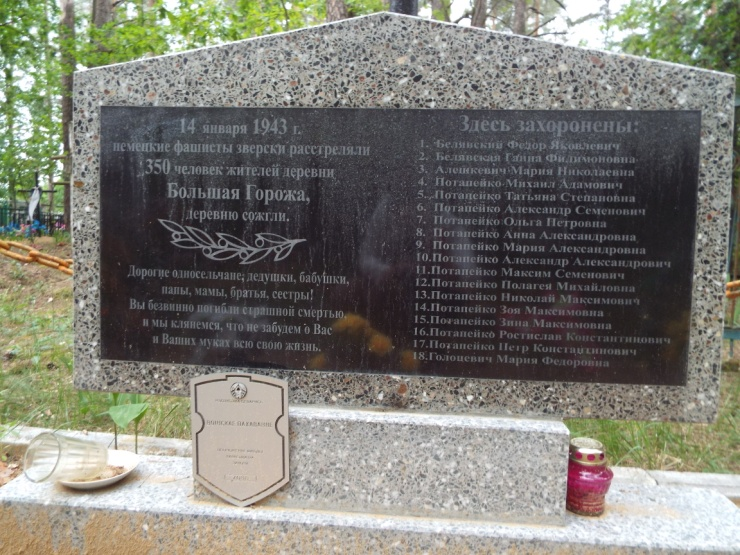 14 января 1943 г.
немецкие фашисты зверски расстреляли
350 человек жителей деревни
Большая Горожа,
деревню сожгли.
Дорогие односельчане, дедушки, бабушки,
папы, мамы, братья, сестры!
Вы безвинно погибли страшной смертью,
и мы клянемся, что не забудем о Вас
и Ваших муках всю свою жизнь.
Здесь захоронены:
1. Белявский Федор Яковлевич
2. Белявская Ганна Филимоновна
3. Алешкевич Мария Николаевна
4. Потапейко Михаил Адамович
5. Потапейко Татьяна Степановна
6. Потапейко Александр Семенович
7. Потапейко Ольга Петровна
8. Потапейко Анна Александровна
9. Потапейко Мария Александровна
10. Потапейко Александр Александрович
11. Потапейко Максим Семенович
12. Потапейко Полагея Михайловна
13. Потапейко Николай Максимович
14. Потапейко Зоя Максимовна
15. Потапейко Зина Максимовна
16. Потапейко Ростислав Константинович
17. Потапейко Петр Константинович
18. Голоцевич Мария Федоровна